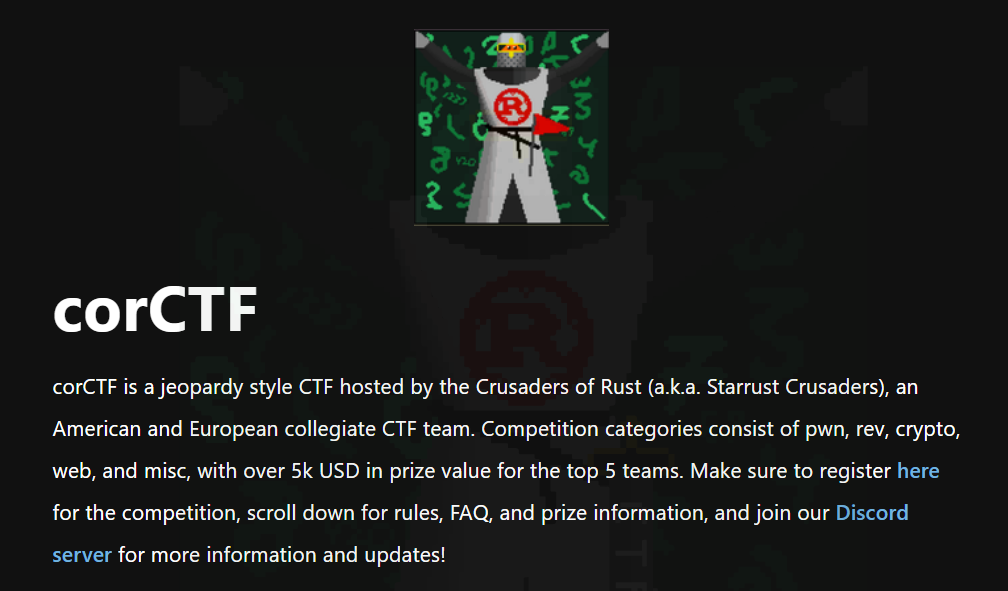 R
corCTF
corCTF is a jeopardy style CTF hosted by the Crusaders of Rust (a.k.a. Starrust Crusaders), an
American and European collegiate CTF team. Competition categories consist of pwn, rev, crypto,
web, and misc, with over 5k USD in prize value for the top 5 teams. Make sure to register here
for the competition, scroll down for rules, FAQ, and prize information, and join our Discord
server for more information and updates!